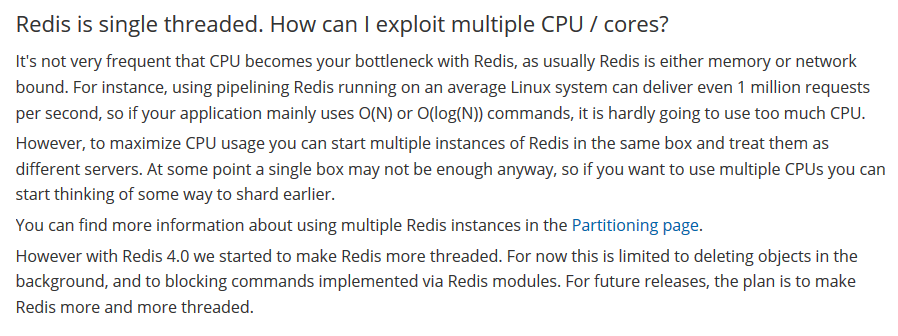 Redis is single threaded. How can I exploit multiple CPU / cores?
It's not very frequent that CPU becomes your bottleneck with Redis, as usually Redis is either memory or network
bound. For instance, using pipelining Redis running on an average Linux system can deliver even 1 million requests
per second, so if your application mainly uses O(N) or O(log(N)) commands, it is hardly going to use too much CPU.
However, to maximize CPU usage you can start multiple instances of Redis in the same box and treat them as
different servers. At some point a single box may not be enough anyway, so if you want to use multiple CPUs you can
start thinking of some way to shard earlier.
You can find more information about using multiple Redis instances in the Partitioning page.
However with Redis 4.0 we started to make Redis more threaded. For now this is limited to deleting objects in the
background, and to blocking commands implemented via Redis modules. For future releases, the plan is to make
Redis more and more threaded.